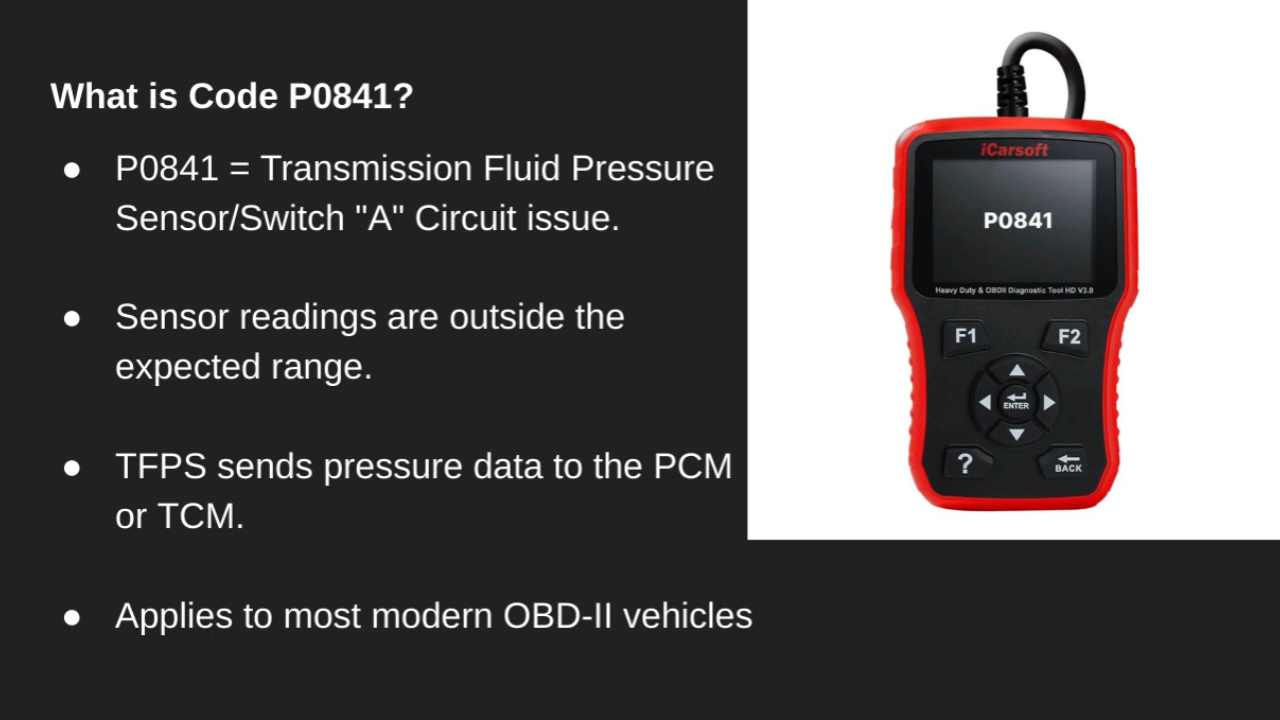 What is Code P0841?
● P0841 = Transmission Fluid Pressure
Sensor/Switch "A" Circuit issue.
● Sensor readings are outside the
expected range.
● TFPS sends pressure data to the PCM
or TCM.
● Applies to most modern OBD-II vehicles
iCarsoft
P0841
Heavy Duty & OBDII Diagnostic Tool HD V3.0
F1 F2
ENTER
? BACK